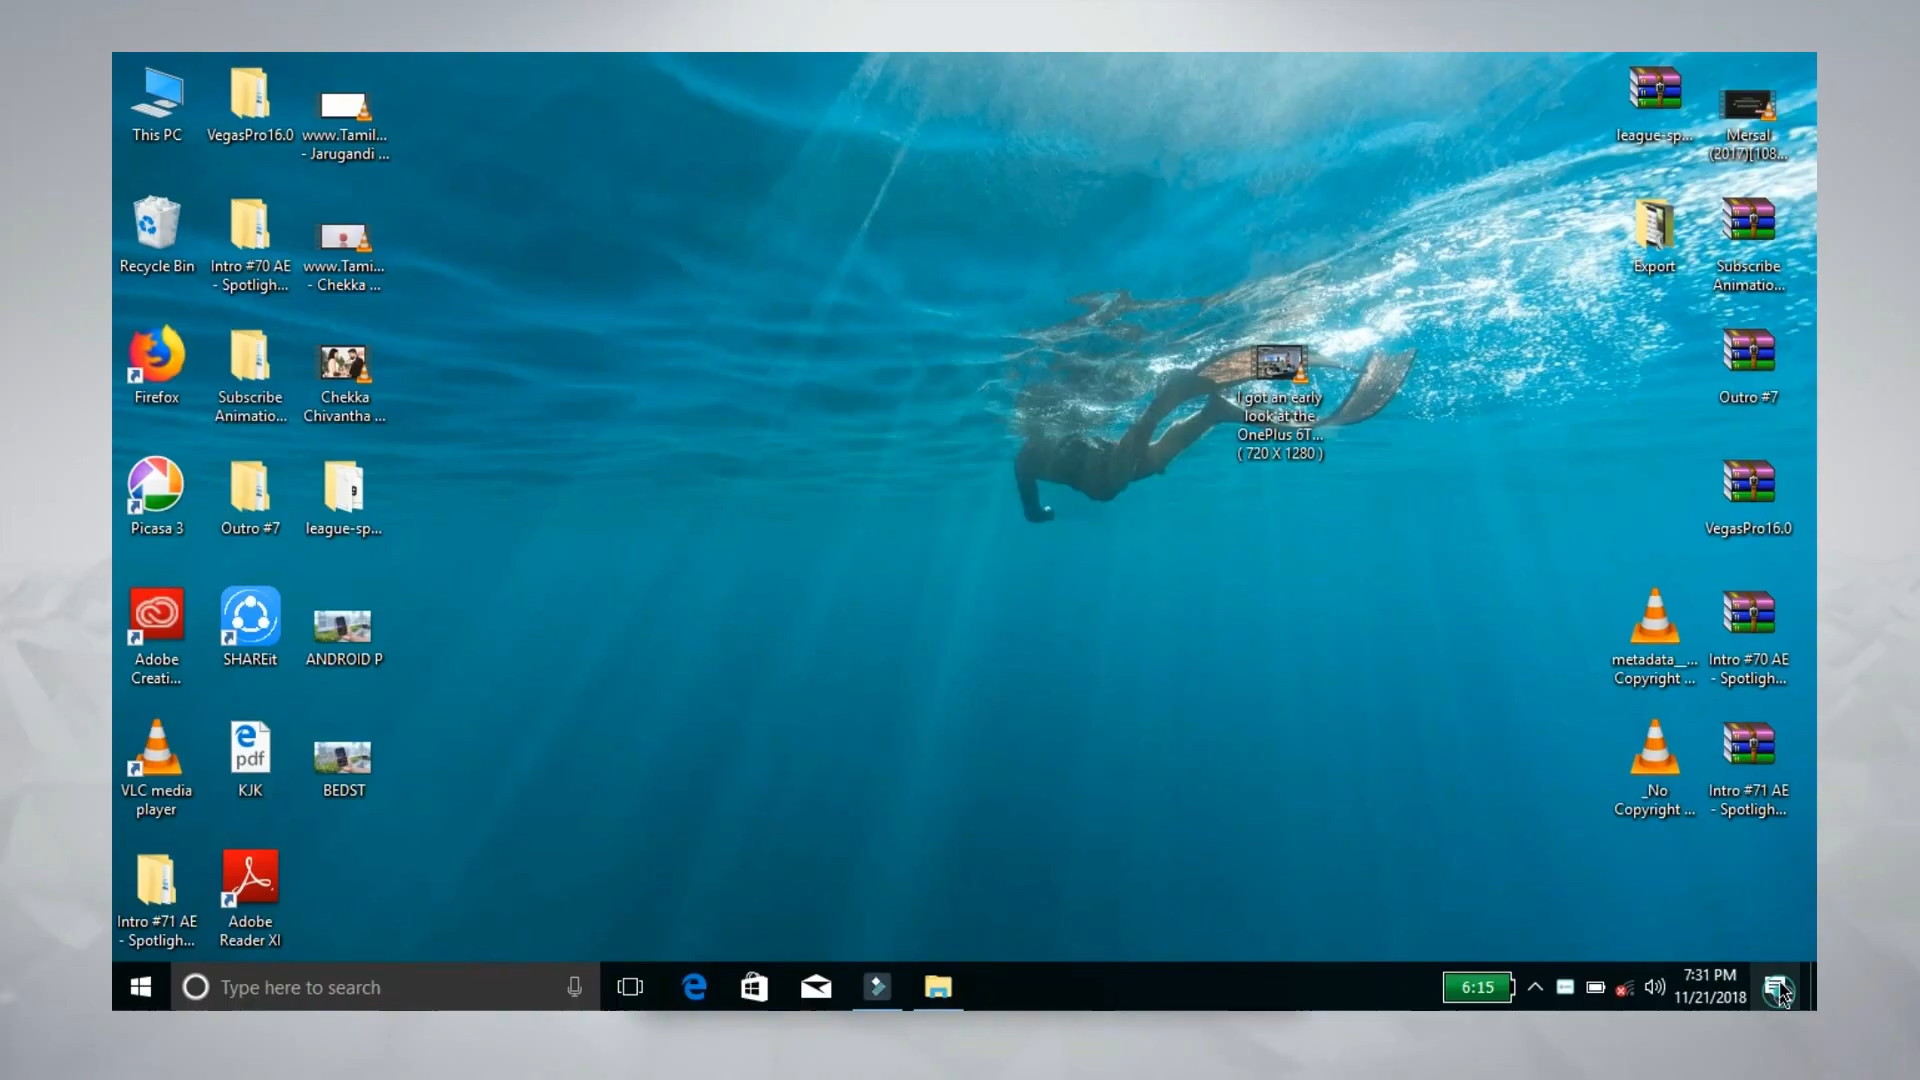 This PC
VegasPro16.0
www.Tamil...
- Jarugandi ...
league-sp...
Mersal
(2017)[108...
Recycle Bin
Intro #70 AE
- Spotligh...
www.Tami...
- Chekka ...
Export
Subscribe
Animatio...
Firefox
Subscribe
Animatio...
Chekka
Chivantha ...
I got an early
look at the
OnePlus 6T...
( 720 X 1280 )
Outro #7
Picasa 3
Outro #7
league-sp...
VegasPro16.0
Adobe
Creati...
SHAREit
ANDROID P
metadata__...
Copyright ...
Intro #70 AE
- Spotligh...
VLC media
player
pdf
KJK
BEDST
_No
Copyright ...
Intro #71 AE
- Spotligh...
Intro #71 AE
- Spotligh...
Adobe
Reader XI
Type here to search
6:15
7:31 PM
11/21/2018